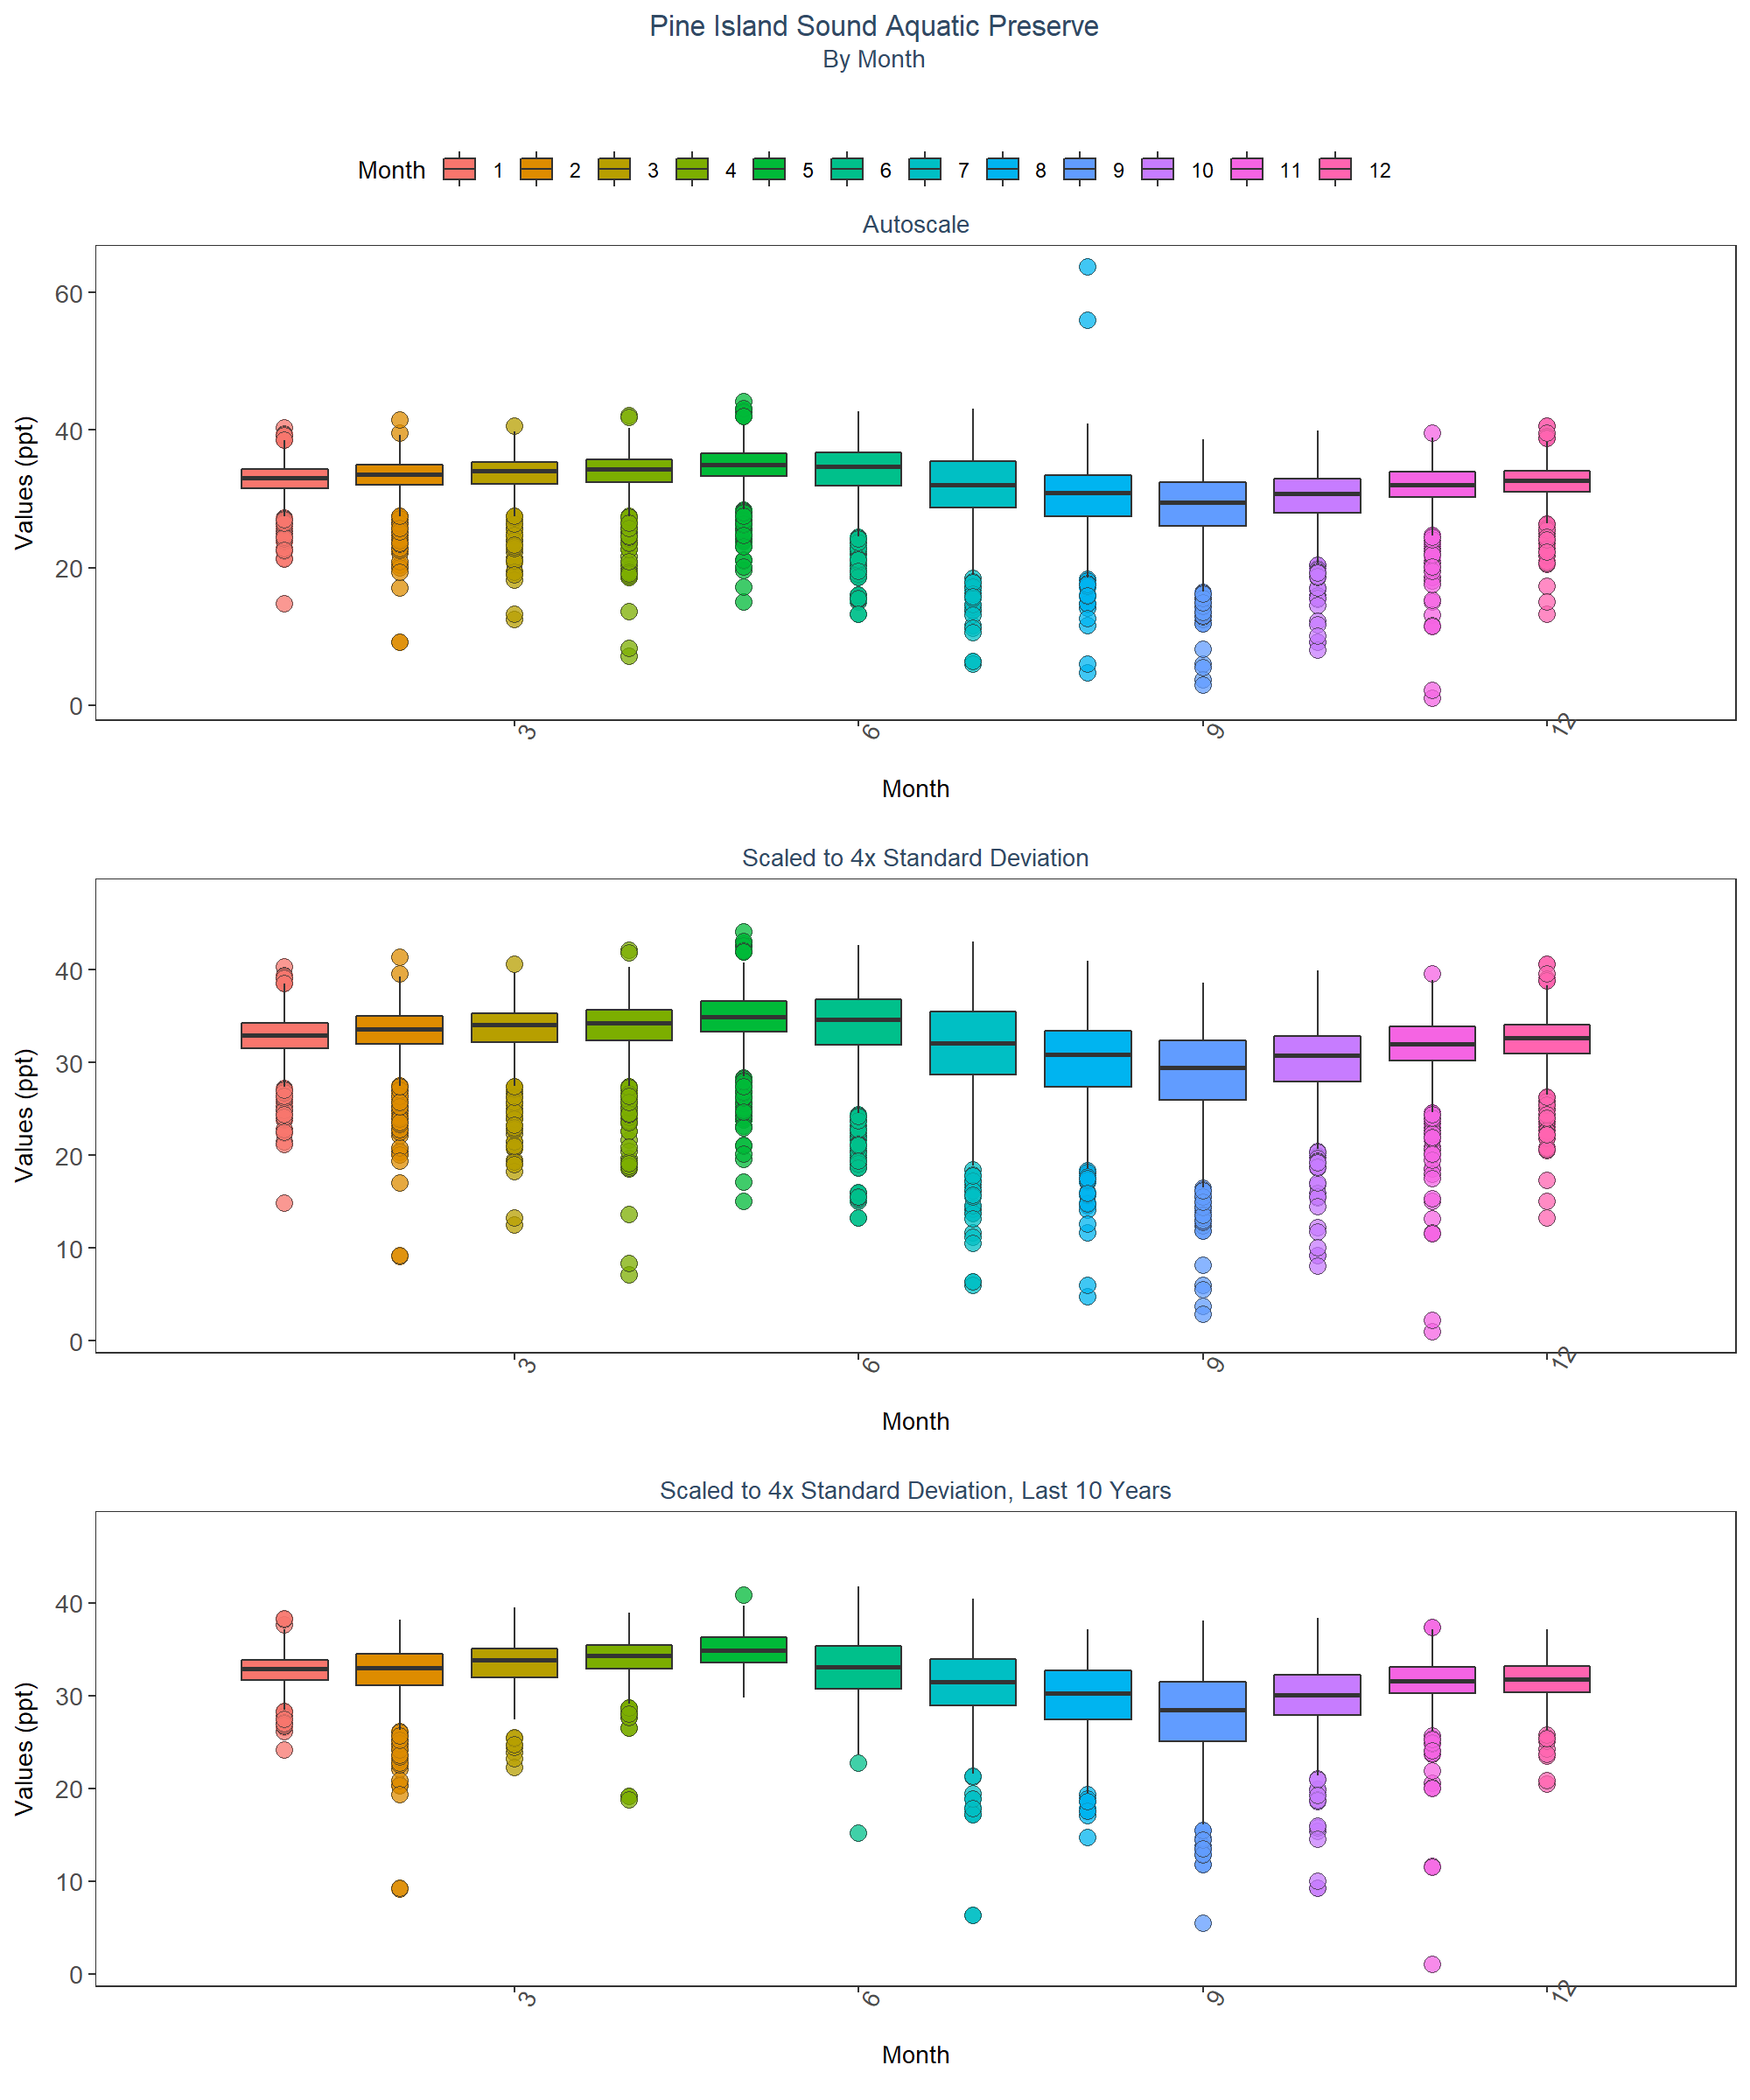 Pine Island Sound Aquatic Preserve
By Month
Month 1 2 3 4 5 6 7 8 9 10 11 12
Autoscale
Values (ppt)
60
40
20
0
3 6 9 12
Month
Scaled to 4x Standard Deviation
Values (ppt)
40
30
20
10
0
3 6 9 12
Month
Scaled to 4x Standard Deviation, Last 10 Years
Values (ppt)
40
30
20
10
0
3 6 9 12
Month